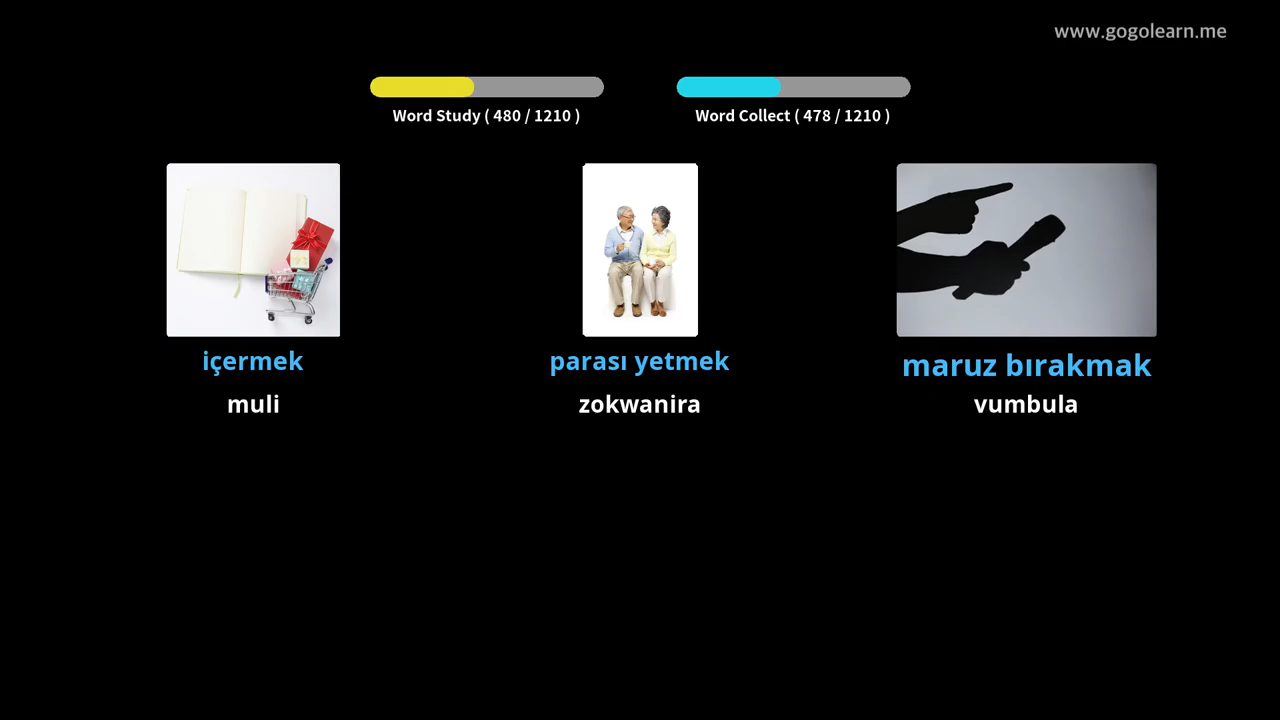 www.gogolearn.me
Word Study ( 480 / 1210 )
Word Collect ( 478 / 1210 )
içermek
parası yetmek
maruz bırakmak
muli
zokwanira
vumbula